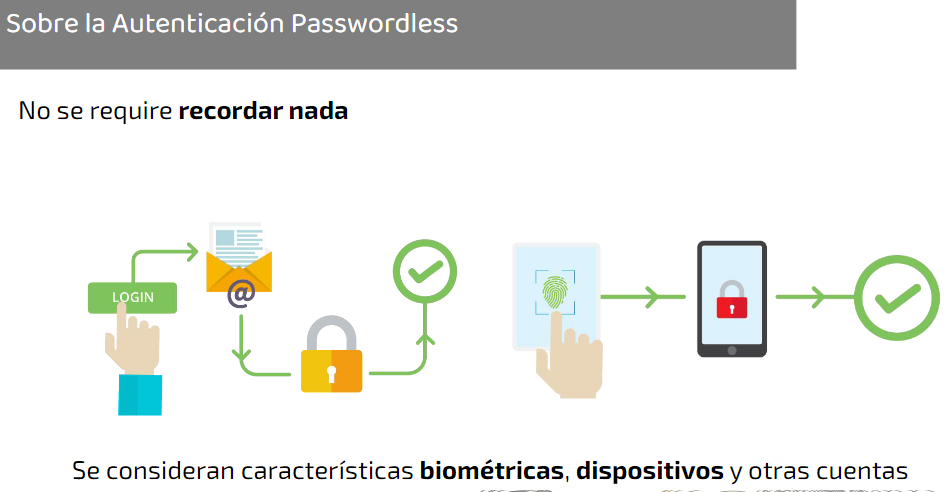 Sobre la Autenticación Passwordless
No se require recordar nada
LOGIN
@
Se consideran características biométricas, dispositivos y otras cuentas